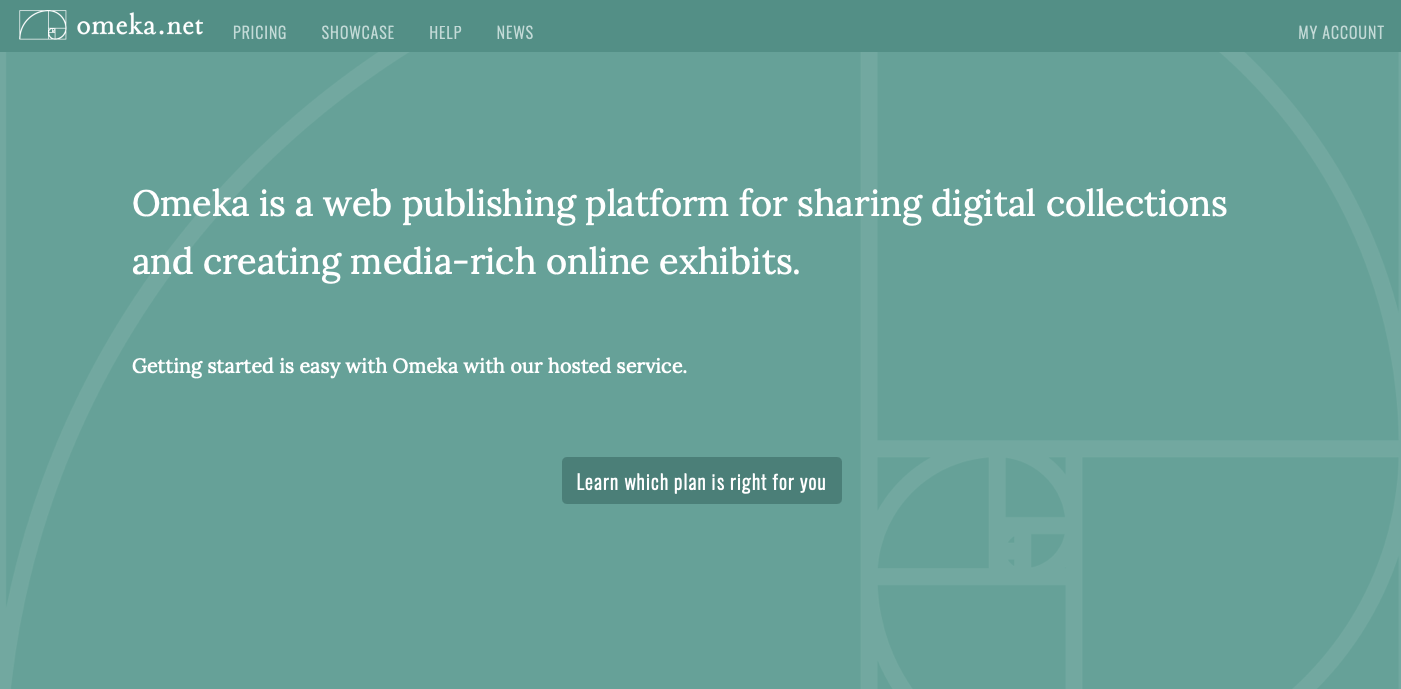 omeka.net
PRICING
SHOWCASE
HELP
NEWS
MY ACCOUNT
Omeka is a web publishing platform for sharing digital collections
and creating media-rich online exhibits.
Getting started is easy with Omeka with our hosted service.
Learn which plan is right for you